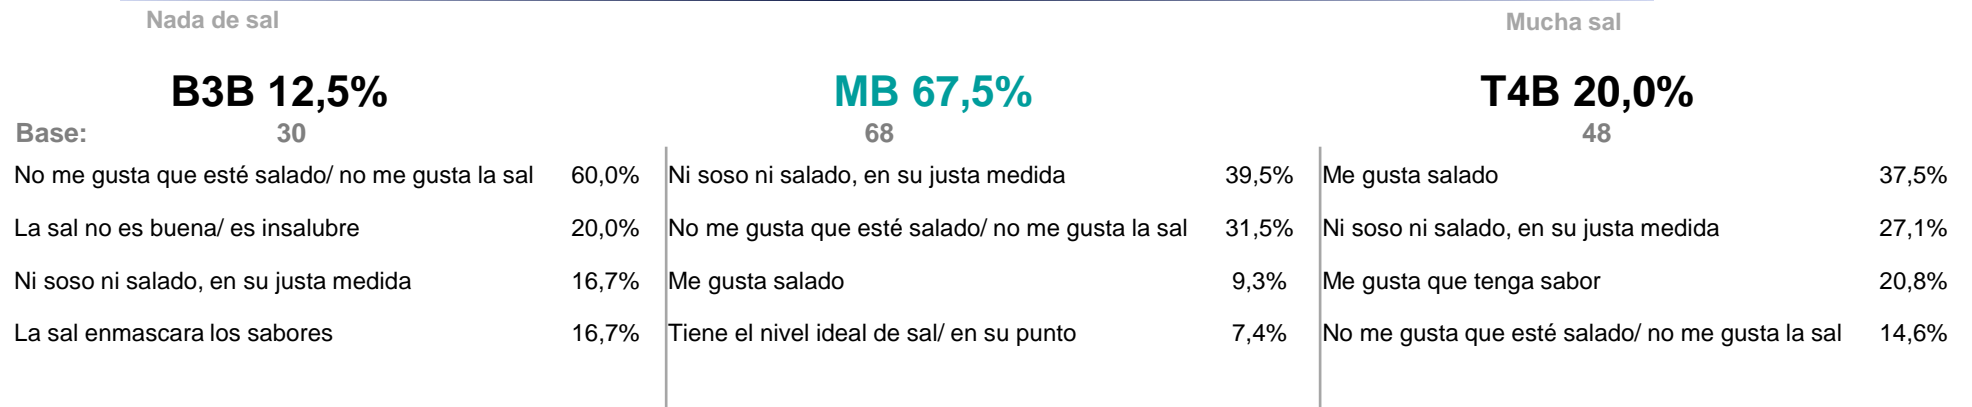 Nada de sal
Mucha sal
B3B 12,5%
MB 67,5%
T4B 20,0%
Base: 30 68 48
No me gusta que esté salado/ no me gusta la sal 60,0%
La sal no es buena/ es insalubre 20,0%
Ni soso ni salado, en su justa medida 16,7%
La sal enmascara los sabores 16,7%
Ni soso ni salado, en su justa medida 39,5%
No me gusta que esté salado/ no me gusta la sal 31,5%
Me gusta salado 9,3%
Tiene el nivel ideal de sal/ en su punto 7,4%
Me gusta salado 37,5%
Ni soso ni salado, en su justa medida 27,1%
Me gusta que tenga sabor 20,8%
No me gusta que esté salado/ no me gusta la sal 14,6%